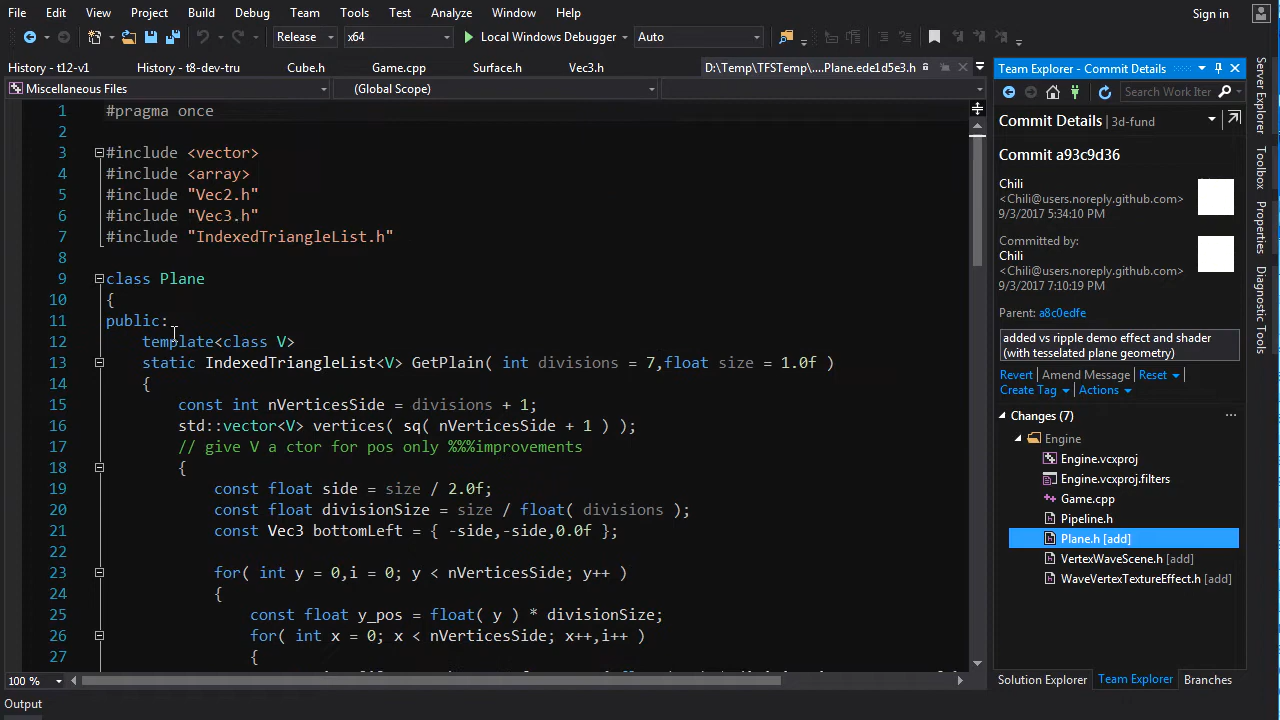 File Edit View Project Build Debug Team Tools Test Analyze Window Help
Sign in
Release x64 Local Windows Debugger Auto
History - t12-v1 History - t8-dev-tru Cube.h Game.cpp Surface.h Vec3.h D:\Temp\TFSTemp\....Plane.ede1d5e3.h
Miscellaneous Files (Global Scope)
1 #pragma once
2
3 #include <vector>
4 #include <array>
5 #include "Vec2.h"
6 #include "Vec3.h"
7 #include "IndexedTriangleList.h"
8
9 class Plane
10 {
11 public:
12 template<class V>
13 static IndexedTriangleList<V> GetPlain( int divisions = 7,float size = 1.0f )
14 {
15 const int nVerticesSide = divisions + 1;
16 std::vector<V> vertices( sq( nVerticesSide + 1 ) );
17 // give V a ctor for pos only %%%improvements
18 {
19 const float side = size / 2.0f;
20 const float divisionSize = size / float( divisions );
21 const Vec3 bottomLeft = { -side,-side,0.0f };
22
23 for( int y = 0,i = 0; y < nVerticesSide; y++ )
24 {
25 const float y_pos = float( y ) * divisionSize;
26 for( int x = 0; x < nVerticesSide; x++,i++ )
27 {
100 %
Output
Team Explorer - Commit Details
Search Work Iter
Commit Details 3d-fund
Commit a93c9d36
Chili
<Chili@users.noreply.github.com>
9/3/2017 5:34:10 PM
Committed by:
Chili
<Chili@users.noreply.github.com>
9/3/2017 7:10:19 PM
Parent: a8c0edfe
added vs ripple demo effect and shader
(with tesselated plane geometry)
Revert Amend Message Reset
Create Tag Actions
Changes (7) ...
Engine
Engine.vcxproj
Engine.vcxproj.filters
Game.cpp
Pipeline.h
Plane.h [add]
VertexWaveScene.h [add]
WaveVertexTextureEffect.h [add]
Solution Explorer Team Explorer Branches
Server Explorer
Toolbox
Properties
Diagnostic Tools